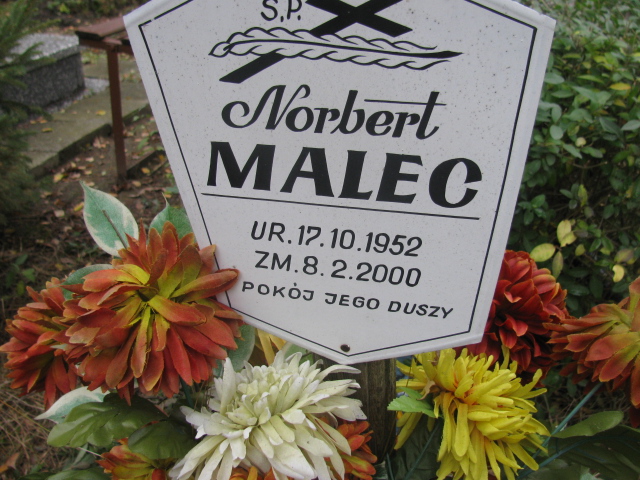 S.P.
Norbert
MALEC
UR.17.10.1952
ZM.8.2.2000
POKÓJ JEGO DUSZY